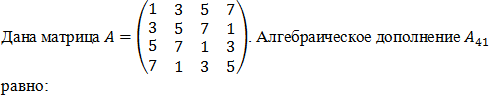 Дана матрица A = (1 3 5 7
3 5 7 1
5 7 1 3
7 1 3 5). Алгебраическое дополнение A₄₁
равно: